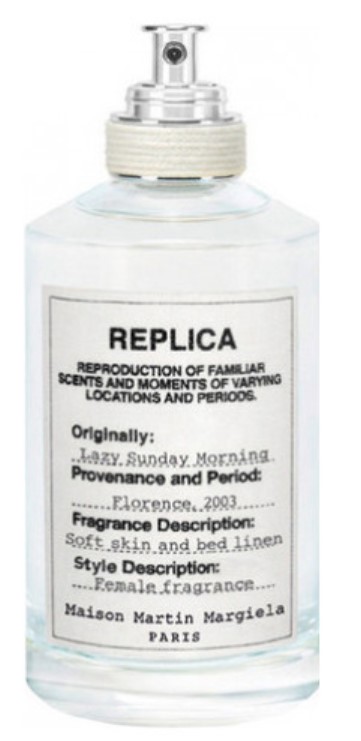 REPLICA
REPRODUCTION OF FAMILIAR
SCENTS AND MOMENTS OF VARYING
LOCATIONS AND PERIODS.
Originally:
Lazy Sunday Morning
Provenance and Period:
Florence, 2003
Fragrance Description:
Soft skin and bed linen
Style Description:
Female fragrance
Maison Martin Margiela
PARIS